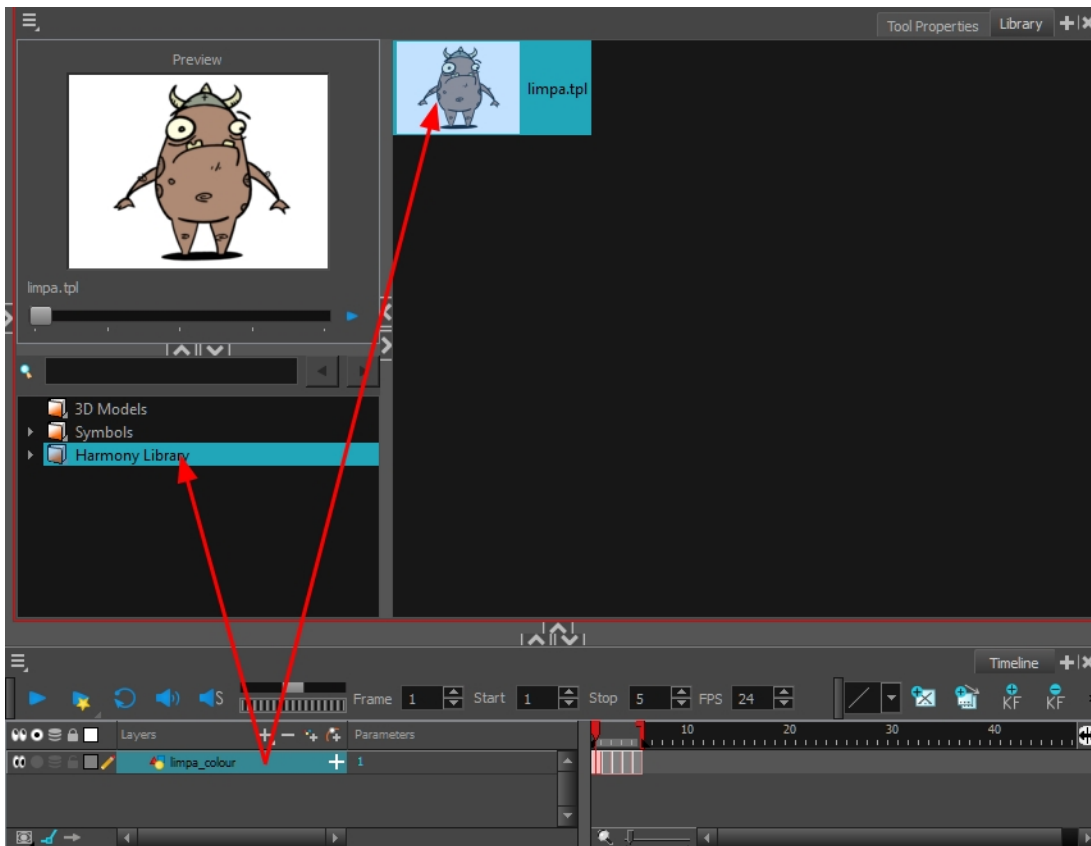 Tool Properties
Library
Preview
limpa.tpl
limpa.tpl
3D Models
Symbols
Harmony Library
Timeline
S
Frame 1 Start 1 Stop 5 FPS 24
KF KF
Layers Parameters 10 20 30 40
limpa_colour 1